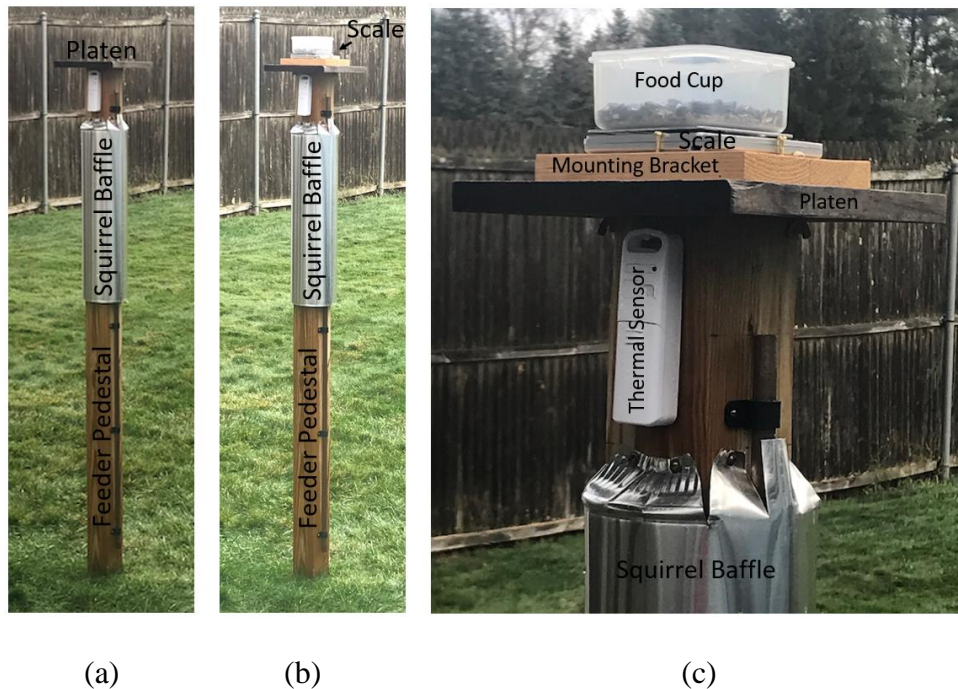 Platen
Squirrel Baffle
Feeder Pedestal
Scale
Squirrel Baffle
Feeder Pedestal
Food Cup
Scale
Mounting Bracket
Platen
Thermal Sensor
Squirrel Baffle
(a)
(b)
(c)